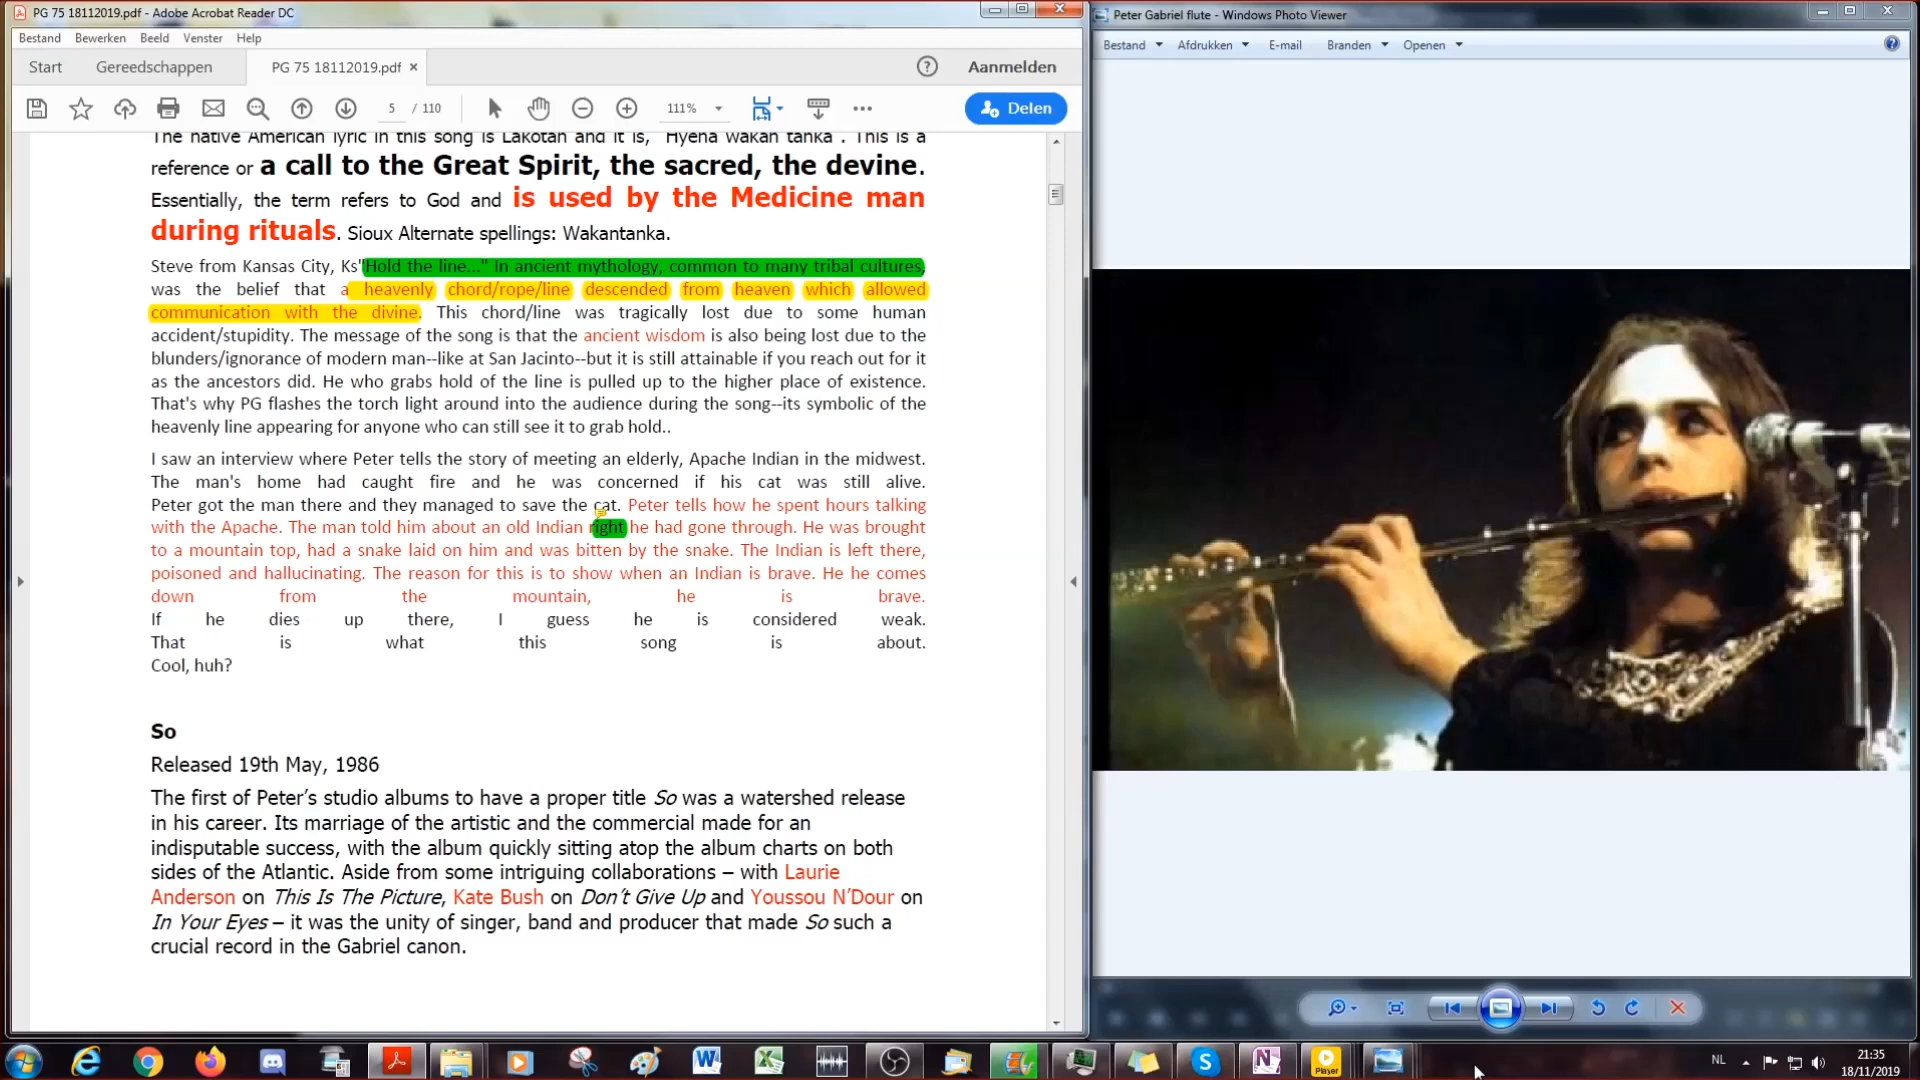 PG 75 18112019.pdf - Adobe Acrobat Reader DC
Bestand Bewerken Beeld Venster Help
Start Gereedschappen PG 75 18112019.pdf × Aanmelden
5 / 110 111% Delen
The native American lyric in this song is Lakotan and it is, "Hyena wakan tanka". This is a
reference or a call to the Great Spirit, the sacred, the devine.
Essentially, the term refers to God and is used by the Medicine man
during rituals. Sioux Alternate spellings: Wakantanka.
Steve from Kansas City, Ks"Hold the line..." In ancient mythology, common to many tribal cultures,
was the belief that a heavenly chord/rope/line descended from heaven which allowed
communication with the divine. This chord/line was tragically lost due to some human
accident/stupidity. The message of the song is that the ancient wisdom is also being lost due to the
blunders/ignorance of modern man--like at San Jacinto--but it is still attainable if you reach out for it
as the ancestors did. He who grabs hold of the line is pulled up to the higher place of existence.
That's why PG flashes the torch light around into the audience during the song--its symbolic of the
heavenly line appearing for anyone who can still see it to grab hold..
I saw an interview where Peter tells the story of meeting an elderly, Apache Indian in the midwest.
The man's home had caught fire and he was concerned if his cat was still alive.
Peter got the man there and they managed to save the cat. Peter tells how he spent hours talking
with the Apache. The man told him about an old Indian right he had gone through. He was brought
to a mountain top, had a snake laid on him and was bitten by the snake. The Indian is left there,
poisoned and hallucinating. The reason for this is to show when an Indian is brave. He he comes
down from the mountain, he is brave.
If he dies up there, I guess he is considered weak.
That is what this song is about.
Cool, huh?
So
Released 19th May, 1986
The first of Peter's studio albums to have a proper title So was a watershed release
in his career. Its marriage of the artistic and the commercial made for an
indisputable success, with the album quickly sitting atop the album charts on both
sides of the Atlantic. Aside from some intriguing collaborations – with Laurie
Anderson on This Is The Picture, Kate Bush on Don't Give Up and Youssou N'Dour on
In Your Eyes – it was the unity of singer, band and producer that made So such a
crucial record in the Gabriel canon.
Peter Gabriel flute - Windows Photo Viewer
Bestand Afdrukken E-mail Branden Openen
Player
NL
21:35
18/11/2019